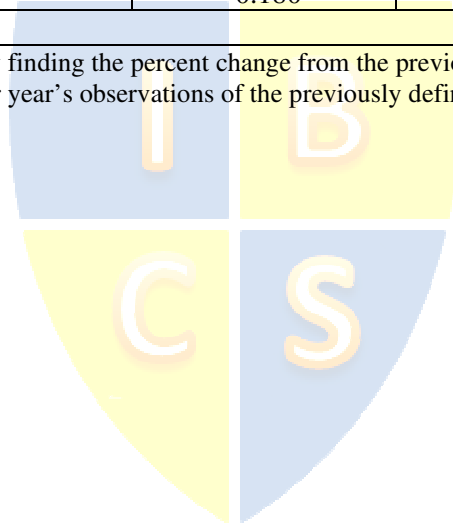 finding the percent change from the previo
year's observations of the previously defin
I B
C S